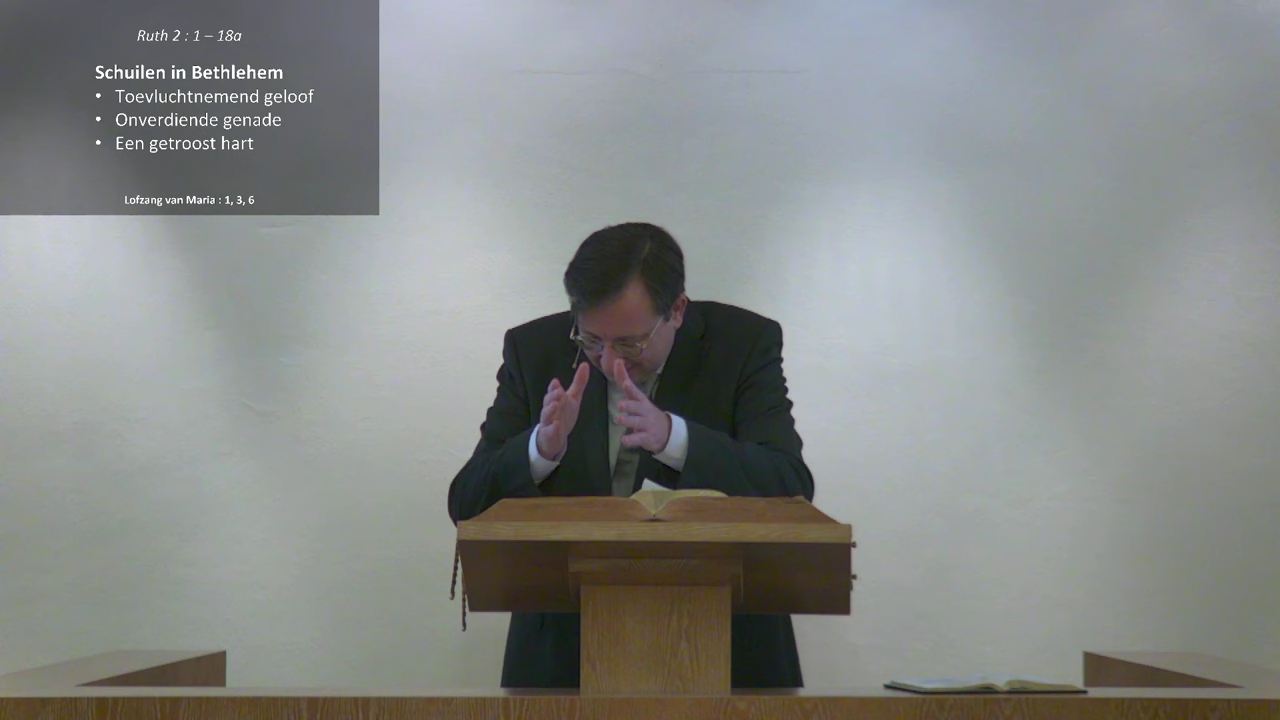 Ruth 2 : 1 – 18a
Schuilen in Bethlehem
• Toevluchtnemend geloof
• Onverdiende genade
• Een getroost hart
Lofzang van Maria : 1, 3, 6